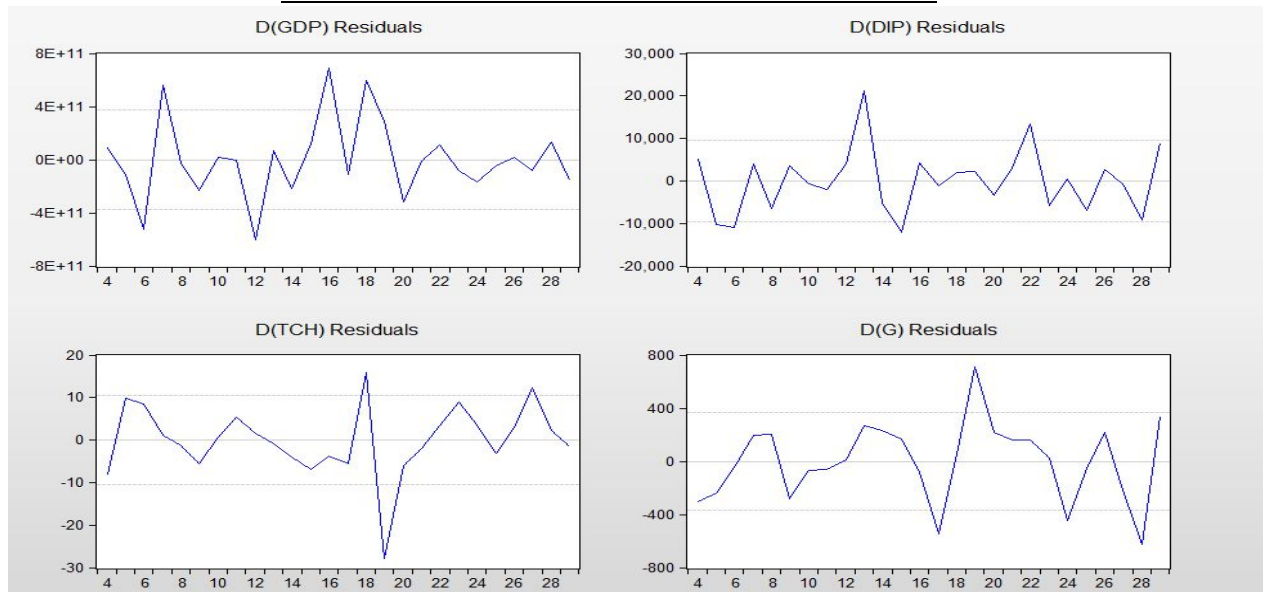 D(GDP) Residuals
8E+11
4E+11
0E+00
-4E+11
-8E+11
4 6 8 10 12 14 16 18 20 22 24 26 28
D(DIP) Residuals
30,000
20,000
10,000
0
-10,000
-20,000
4 6 8 10 12 14 16 18 20 22 24 26 28
D(TCH) Residuals
20
10
0
-10
-20
-30
4 6 8 10 12 14 16 18 20 22 24 26 28
D(G) Residuals
800
400
0
-400
-800
4 6 8 10 12 14 16 18 20 22 24 26 28